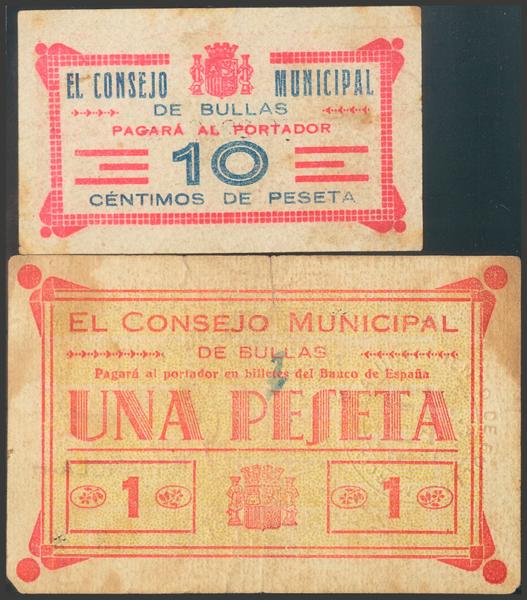 EL CONSEJO MUNICIPAL
DE BULLAS
PAGARÁ AL PORTADOR
10
CÉNTIMOS DE PESETA
EL CONSEJO MUNICIPAL
DE BULLAS
Pagará al portador en billetes del Banco de España
UNA PESETA
1 1